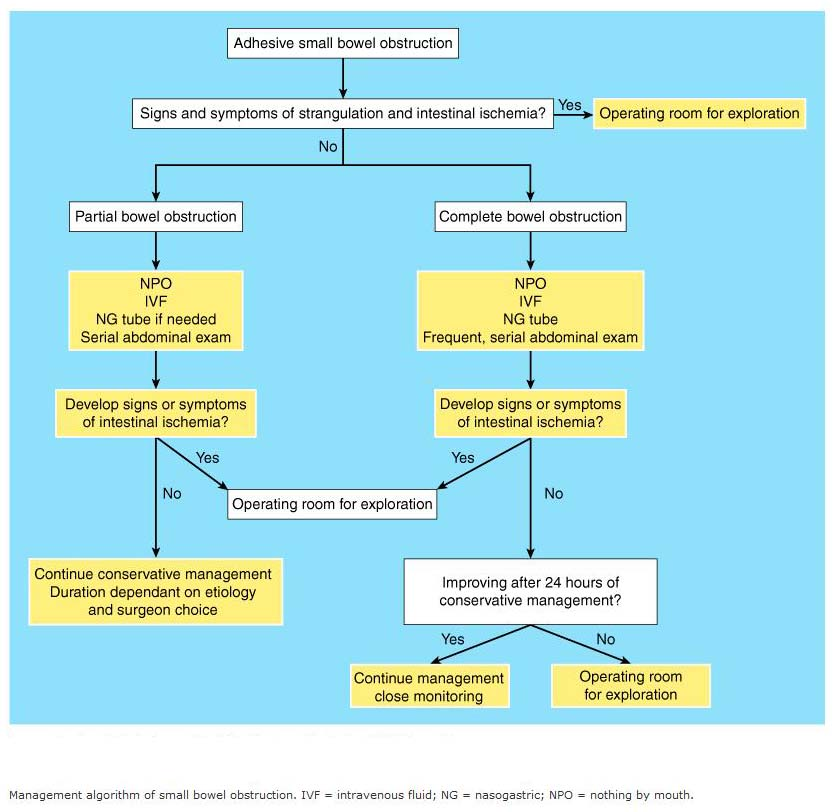 Adhesive small bowel obstruction
Signs and symptoms of strangulation and intestinal ischemia?
Yes
Operating room for exploration
No
Partial bowel obstruction
Complete bowel obstruction
NPO
IVF
NG tube if needed
Serial abdominal exam
NPO
IVF
NG tube
Frequent, serial abdominal exam
Develop signs or symptoms
of intestinal ischemia?
Develop signs or symptoms
of intestinal ischemia?
Yes
Yes
No
Operating room for exploration
No
Continue conservative management
Duration dependant on etiology
and surgeon choice
Improving after 24 hours of
conservative management?
Yes
No
Continue management
close monitoring
Operating room
for exploration
Management algorithm of small bowel obstruction. IVF = intravenous fluid; NG = nasogastric; NPO = nothing by mouth.